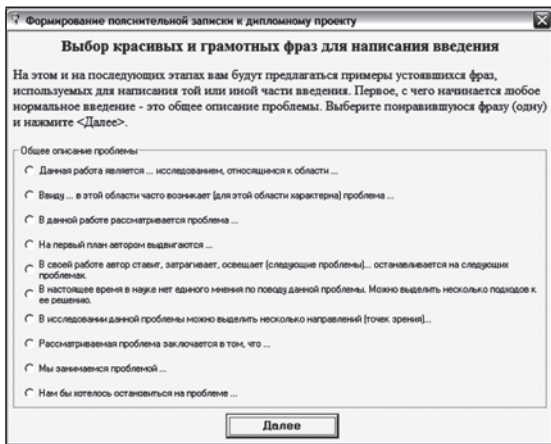 Формирование пояснительной записки к дипломному проекту
Выбор красивых и грамотных фраз для написания введения
На этом и на последующих этапах вам будут предлагаться примеры устоявшихся фраз,
используемых для написания той или иной части введения. Первое, с чего начинается любое
нормальное введение - это общее описание проблемы. Выберите понравившуюся фразу (одну)
и нажмите <Далее>.
Общее описание проблемы
Данная работа является ... исследованием, относящимся к области ...
Ввиду ... в этой области часто возникает (для этой области характерна) проблема ...
В данной работе рассматривается проблема ...
На первый план автором выдвигаются ...
В своей работе автор ставит, затрагивает, освещает (следующие проблемы)... останавливается на следующих
проблемах.
В настоящее время в науке нет единого мнения по поводу данной проблемы. Можно выделить несколько подходов к
ее решению.
В исследовании данной проблемы можно выделить несколько направлений (точек зрения)...
Рассматриваемая проблема заключается в том, что ...
Мы занимаемся проблемой ...
Нам бы хотелось остановиться на проблеме ...
Далее